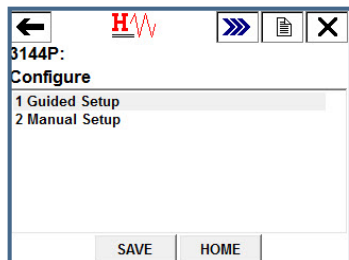 H
3144P:
Configure
1 Guided Setup
2 Manual Setup
SAVE HOME